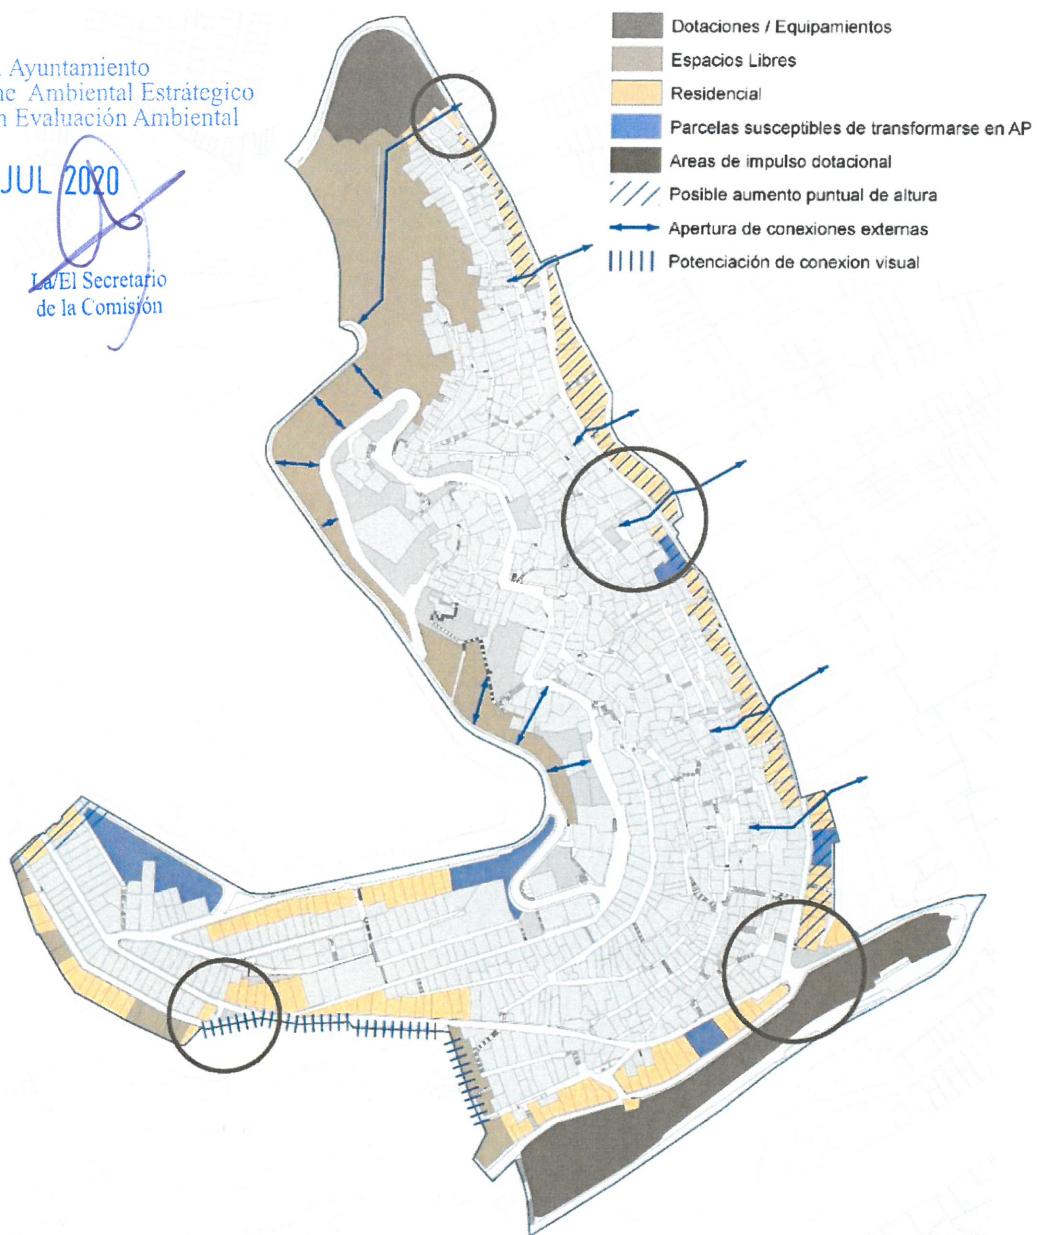 Ayuntamiento
Ambiental Estrátegico
Evaluación Ambiental
JUL 2020
La/El Secretario
de la Comisión
Dotaciones / Equipamientos
Espacios Libres
Residencial
Parcelas susceptibles de transformarse en AP
Areas de impulso dotacional
Posible aumento puntual de altura
Apertura de conexiones externas
Potenciación de conexion visual